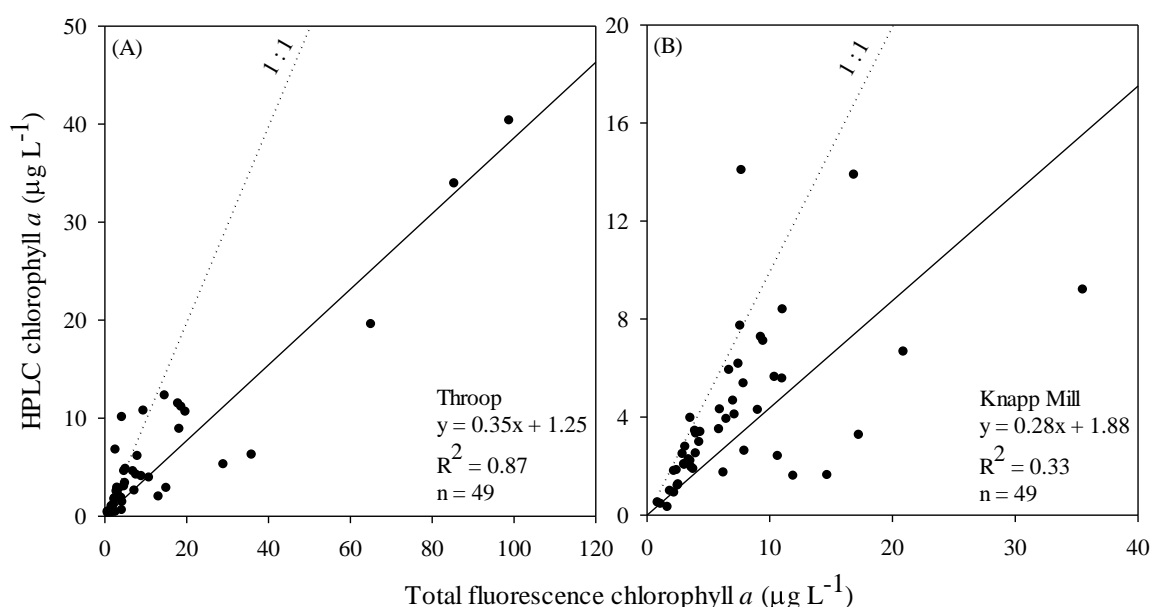 (A)
1 : 1
50
40
30
20
10
0
HPLC chlorophyll a (µg L⁻¹)
Throop
y = 0.35x + 1.25
R² = 0.87
n = 49
0 20 40 60 80 100 120
(B)
1 : 1
20
16
12
8
4
0
Knapp Mill
y = 0.28x + 1.88
R² = 0.33
n = 49
0 10 20 30 40
Total fluorescence chlorophyll a (µg L⁻¹)